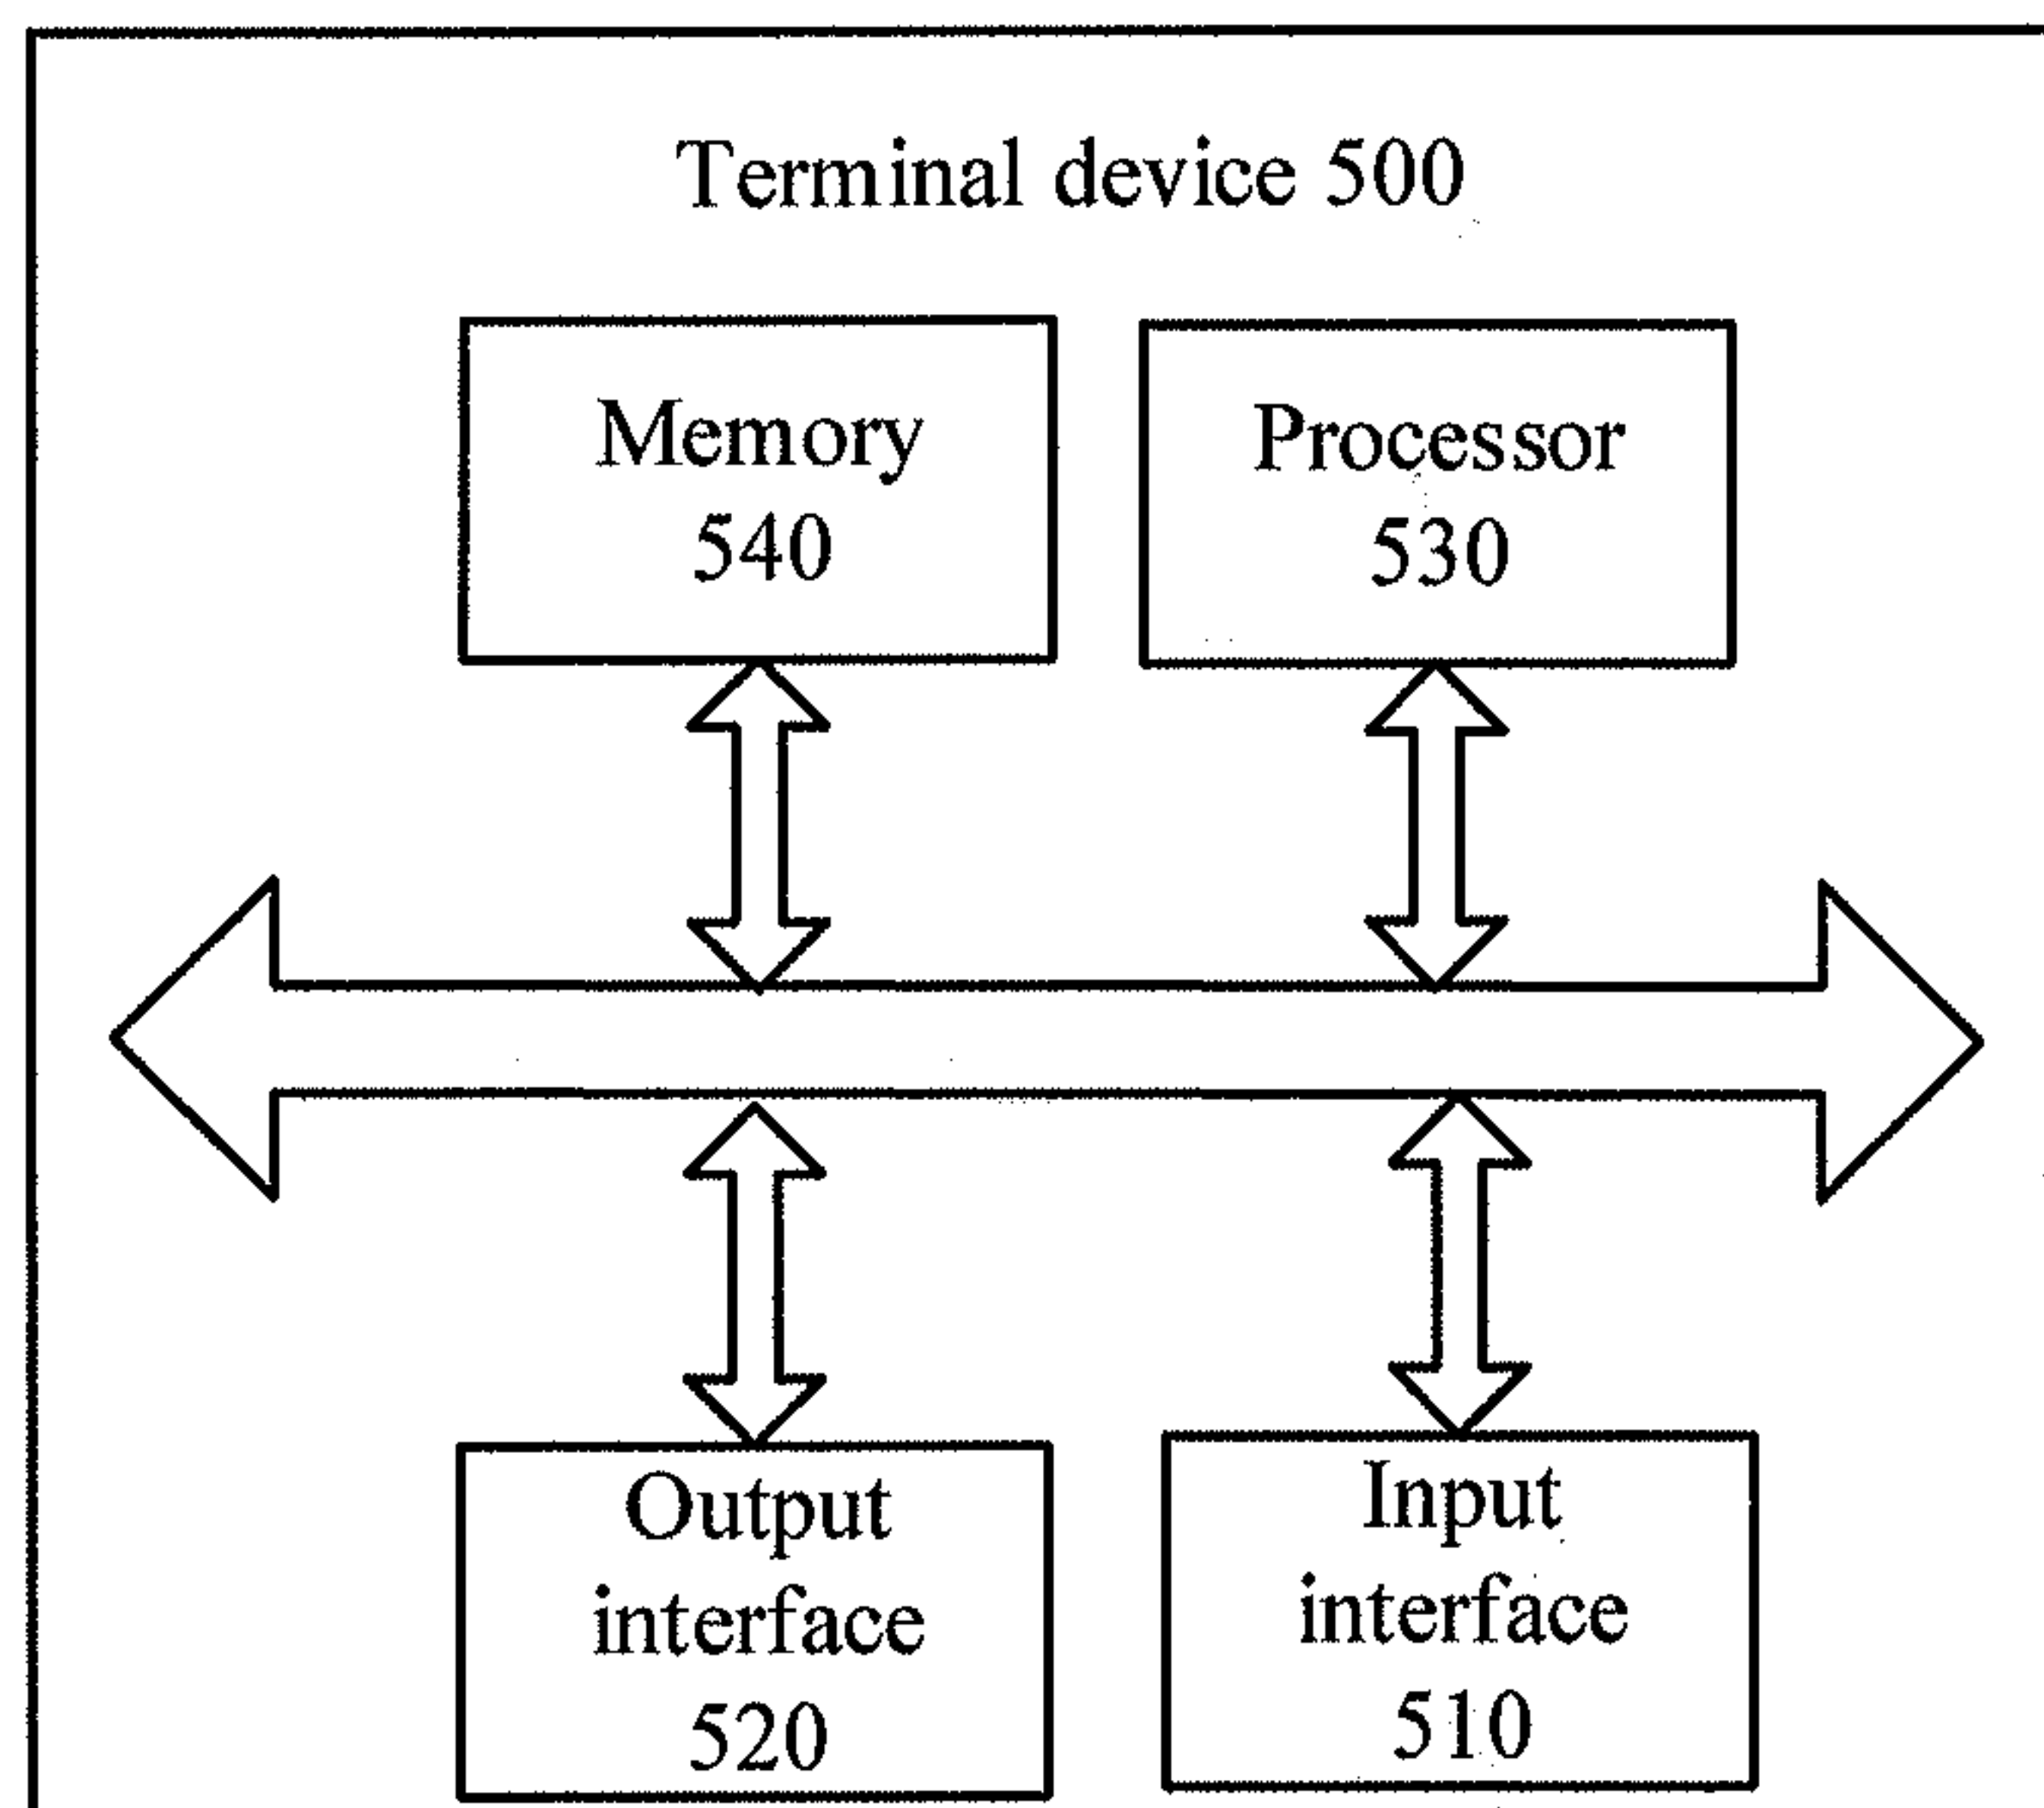 Terminal device 500
Memory
540
Processor
530
Output
interface
520
Input
interface
510